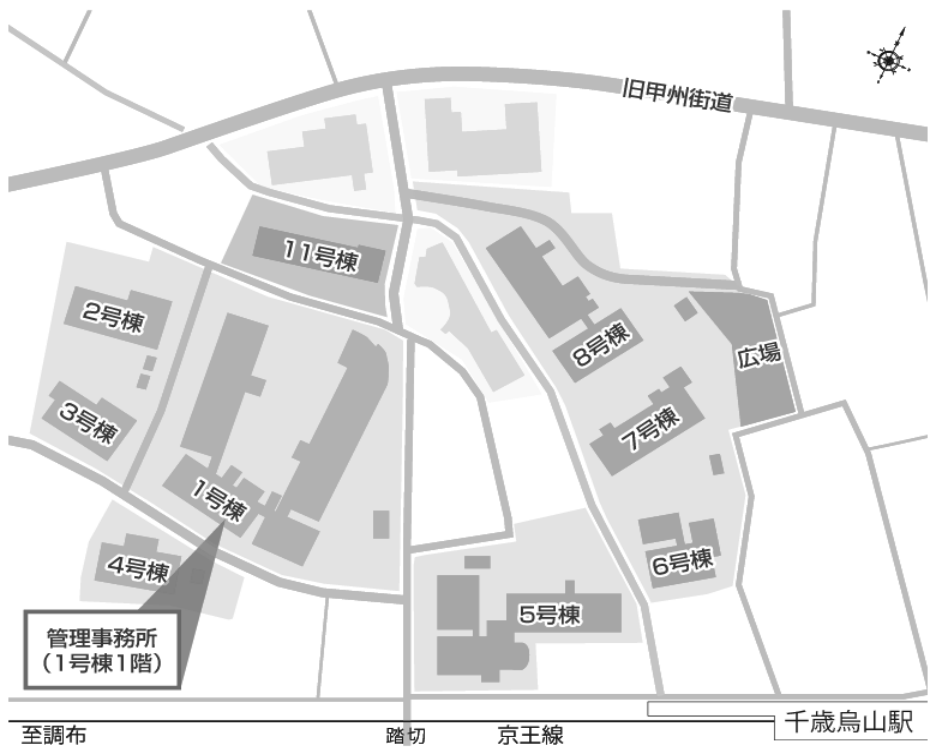 旧甲州街道
11号棟
2号棟
8号棟
広場
3号棟
7号棟
1号棟
4号棟
6号棟
5号棟
管理事務所
（1号棟1階）
千歳烏山駅
至調布
踏切
京王線